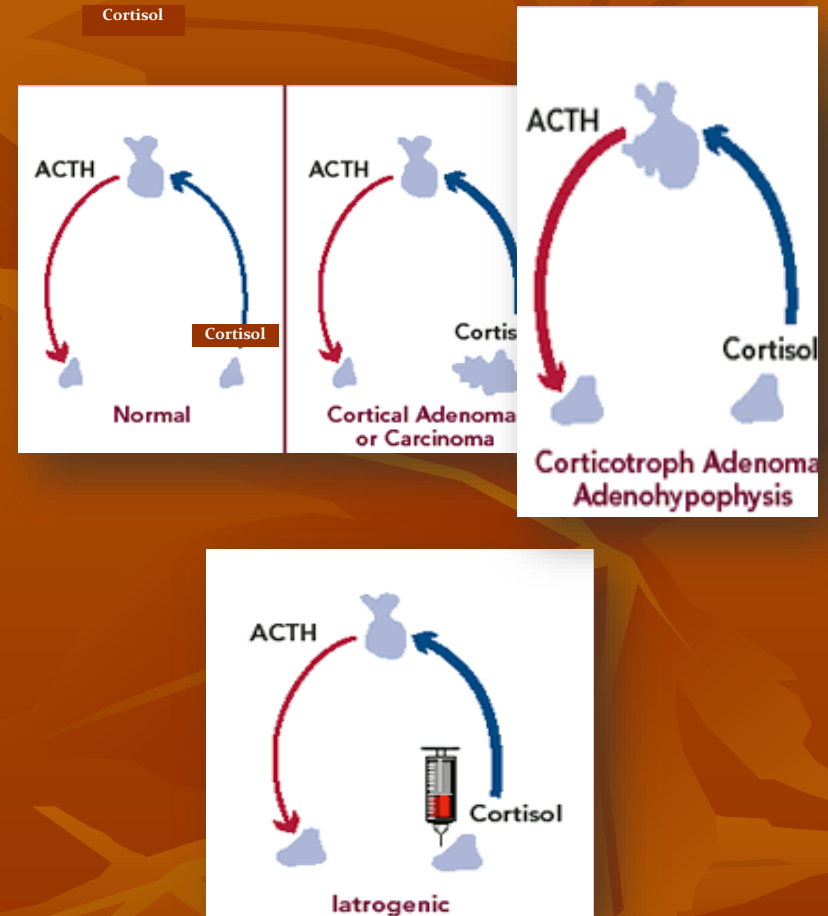 Cortisol
ACTH
Cortisol
Normal
ACTH
Cortis
Cortical Adenoma
or Carcinoma
ACTH
Cortisol
Corticotroph Adenoma
Adenohypophysis
ACTH
Cortisol
Iatrogenic